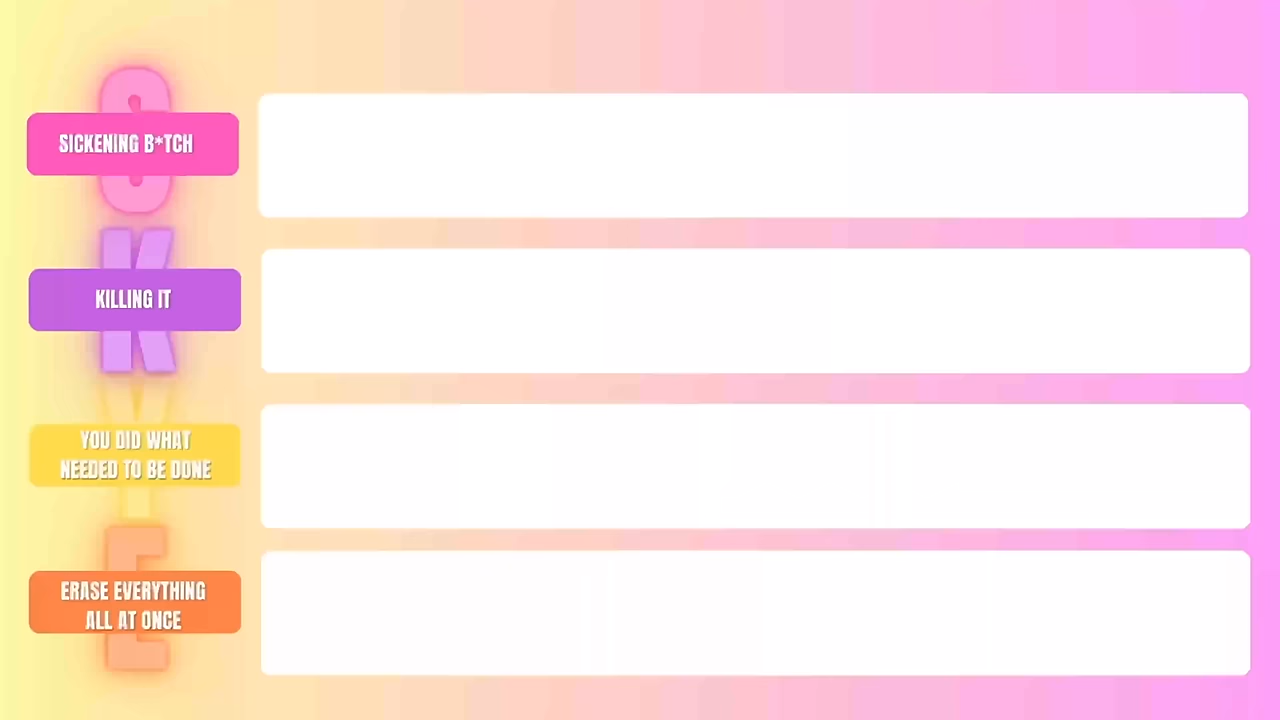 S
SICKENING B*TCH
K
KILLING IT
Y
YOU DID WHAT
NEEDED TO BE DONE
E
ERASE EVERYTHING
ALL AT ONCE